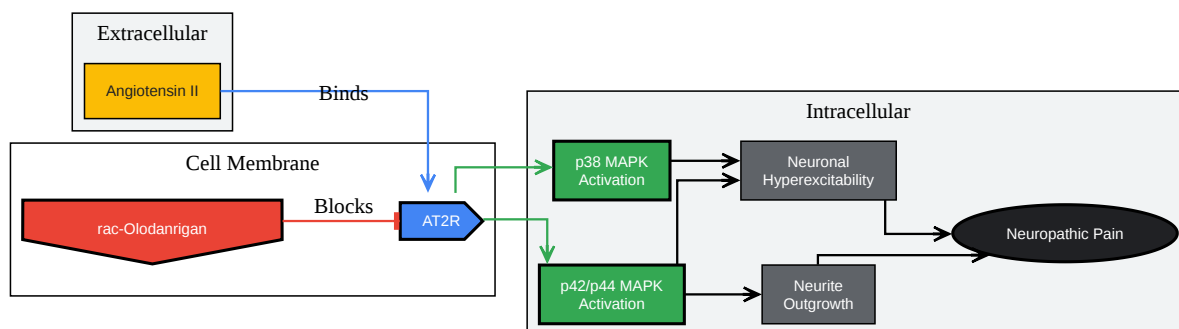 Extracellular
Angiotensin II
Binds
Cell Membrane
rac-Olodanrigan
Blocks
AT2R
Intracellular
p38 MAPK
Activation
Neuronal
Hyperexcitability
Neuropathic Pain
p42/p44 MAPK
Activation
Neurite
Outgrowth